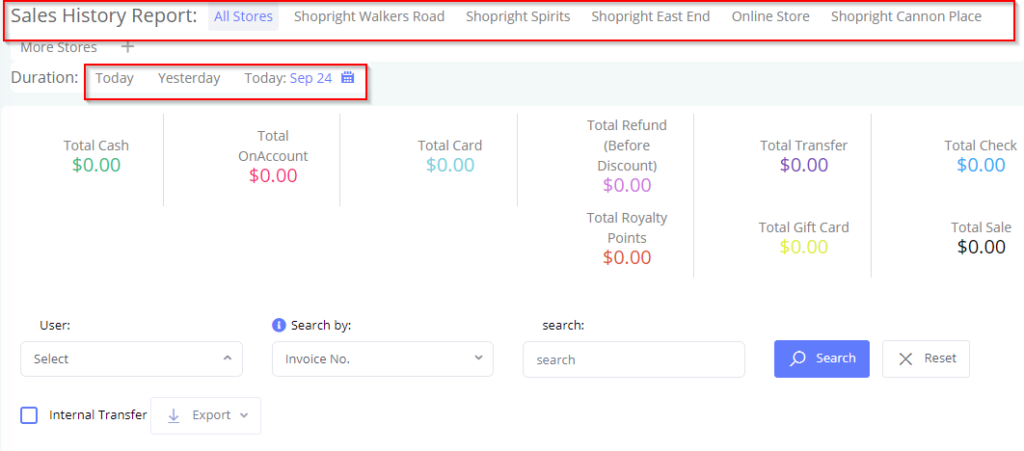 Sales History Report: All Stores Shopright Walkers Road Shopright Spirits Shopright East End Online Store Shopright Cannon Place
More Stores +
Duration: Today Yesterday Today: Sep 24
Total Cash
$0.00
Total
OnAccount
$0.00
Total Card
$0.00
Total Refund
(Before
Discount)
$0.00
Total Transfer
$0.00
Total Check
$0.00
Total Royalty
Points
$0.00
Total Gift Card
$0.00
Total Sale
$0.00
User: Search by: search:
Select Invoice No. search Search Reset
Internal Transfer Export